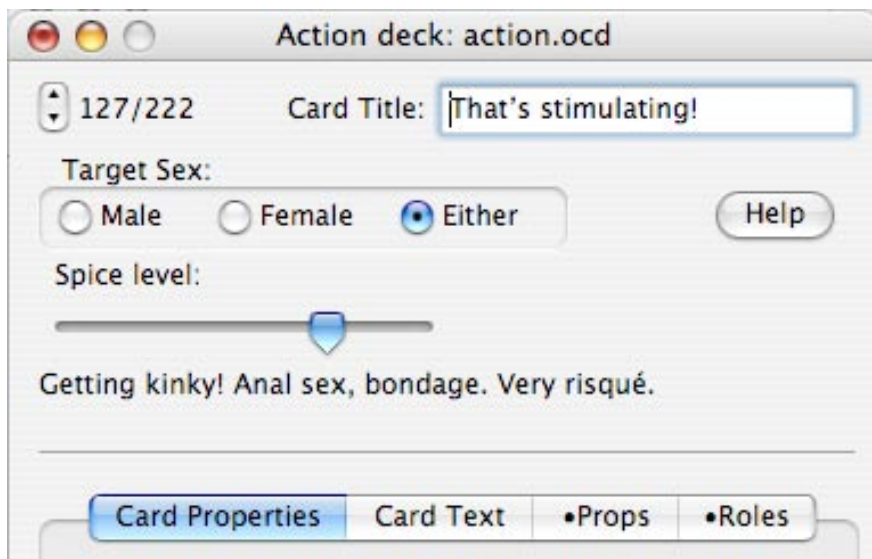 Action deck: action.ocd
127/222 Card Title: That's stimulating!
Target Sex:
Male Female Either Help
Spice level:
Getting kinky! Anal sex, bondage. Very risqué.
Card Properties Card Text •Props •Roles